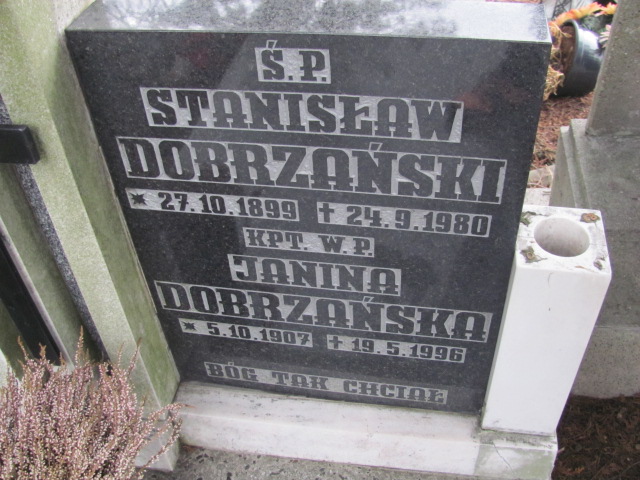 Ś.P.
STANISŁAW
DOBRZAŃSKI
* 27.10.1899 † 24.9.1980
KPT. W.P.
JANINA
DOBRZAŃSKA
* 5.10.1907 † 19.5.1996
BÓG TAK CHCIAŁ